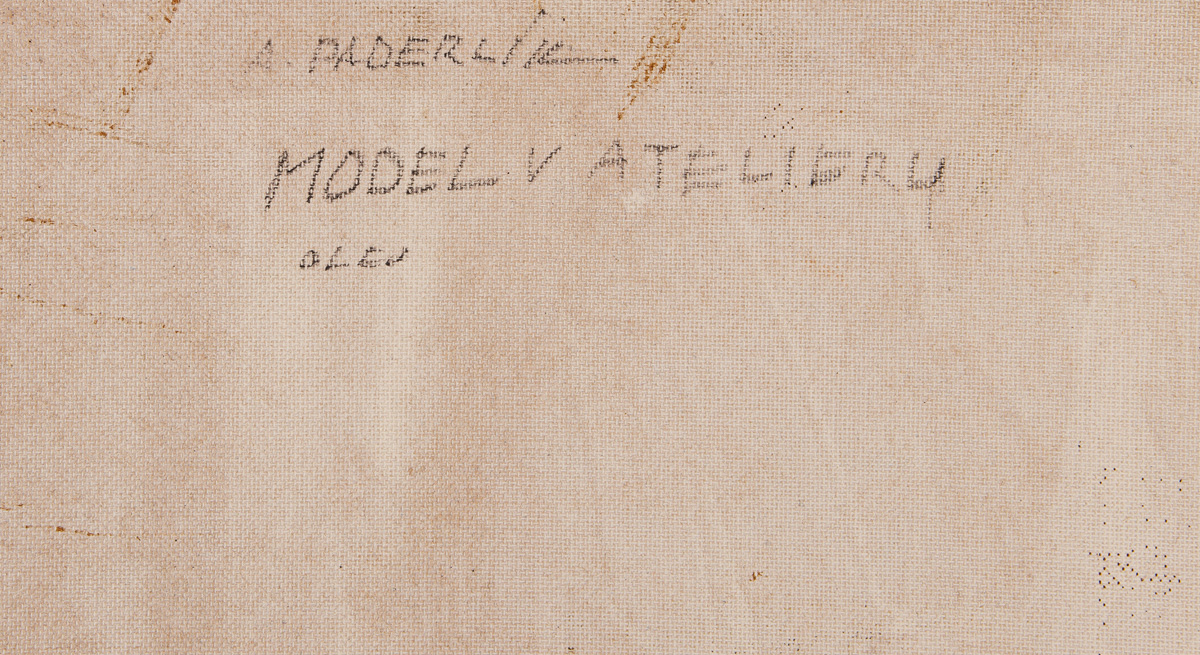 A. PADERLÍK
MODEL V ATELIERU
OLEJ